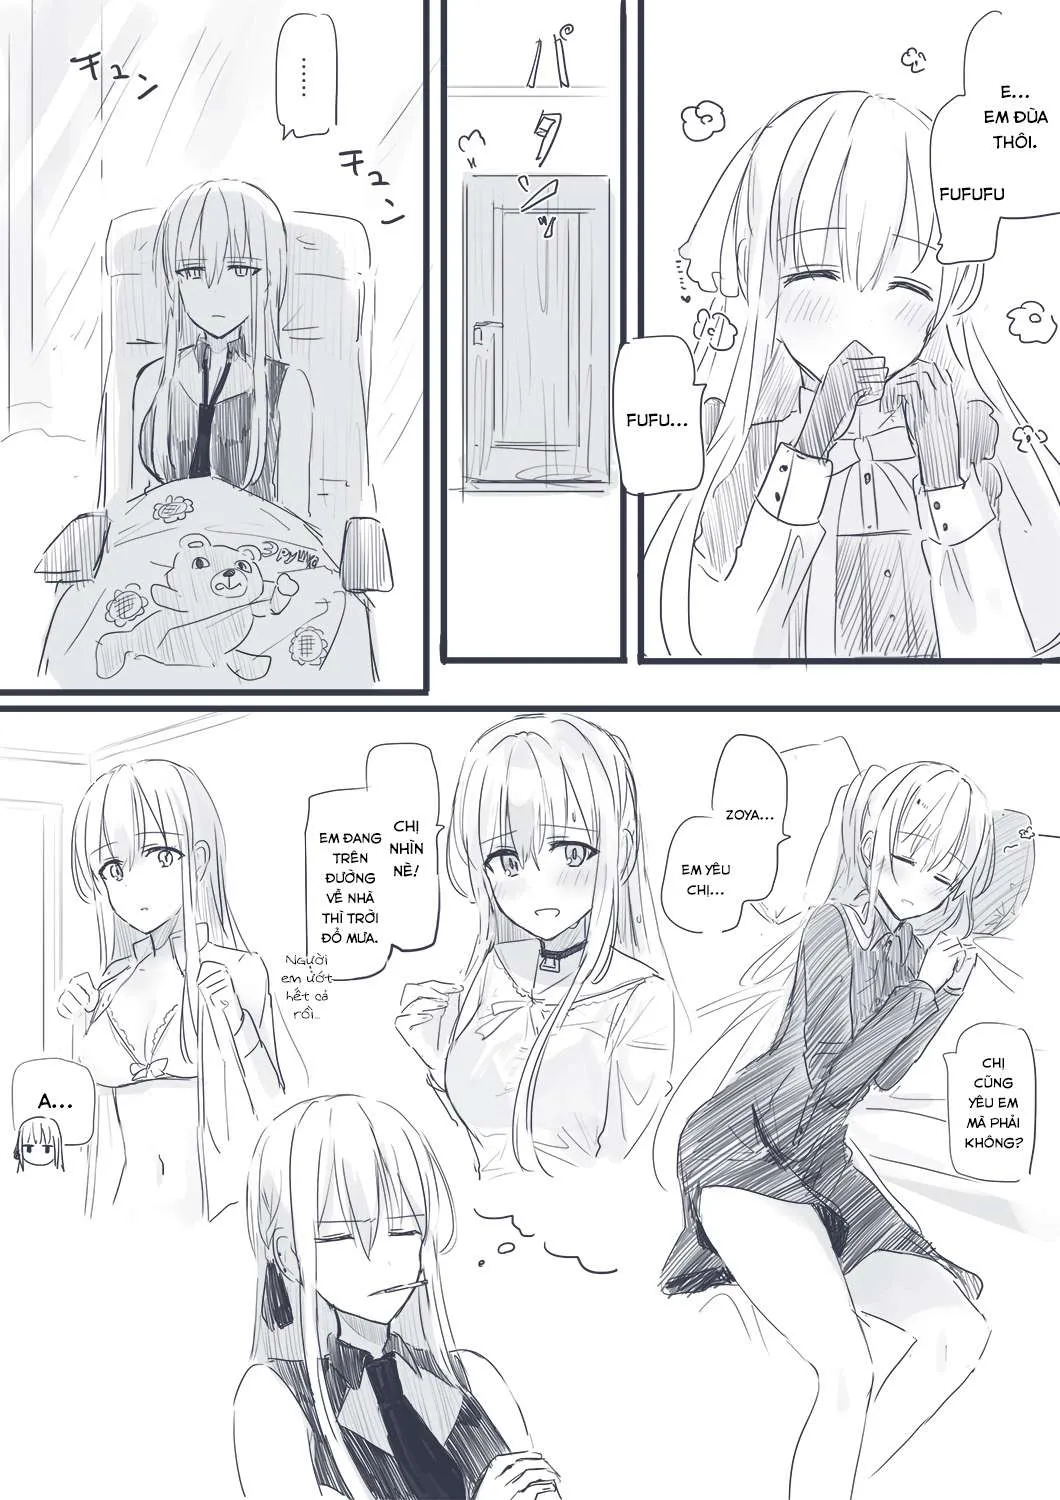 E...
EM ĐÙA
THÔI.
FUFUFU
FUFU...
パタンッ
......
チュン
チュン
ZOYA...
EM YÊU
CHỊ...
CHỊ
CŨNG
YÊU EM
MÀ PHẢI
KHÔNG?
CHỊ
NHÌN
NÈ!
EM ĐANG
TRÊN
ĐƯỜNG
VỀ NHÀ
THÌ TRỜI
ĐỔ MƯA.
NGƯỜI
EM ƯỚT
HẾT CẢ
RỒI...
A...